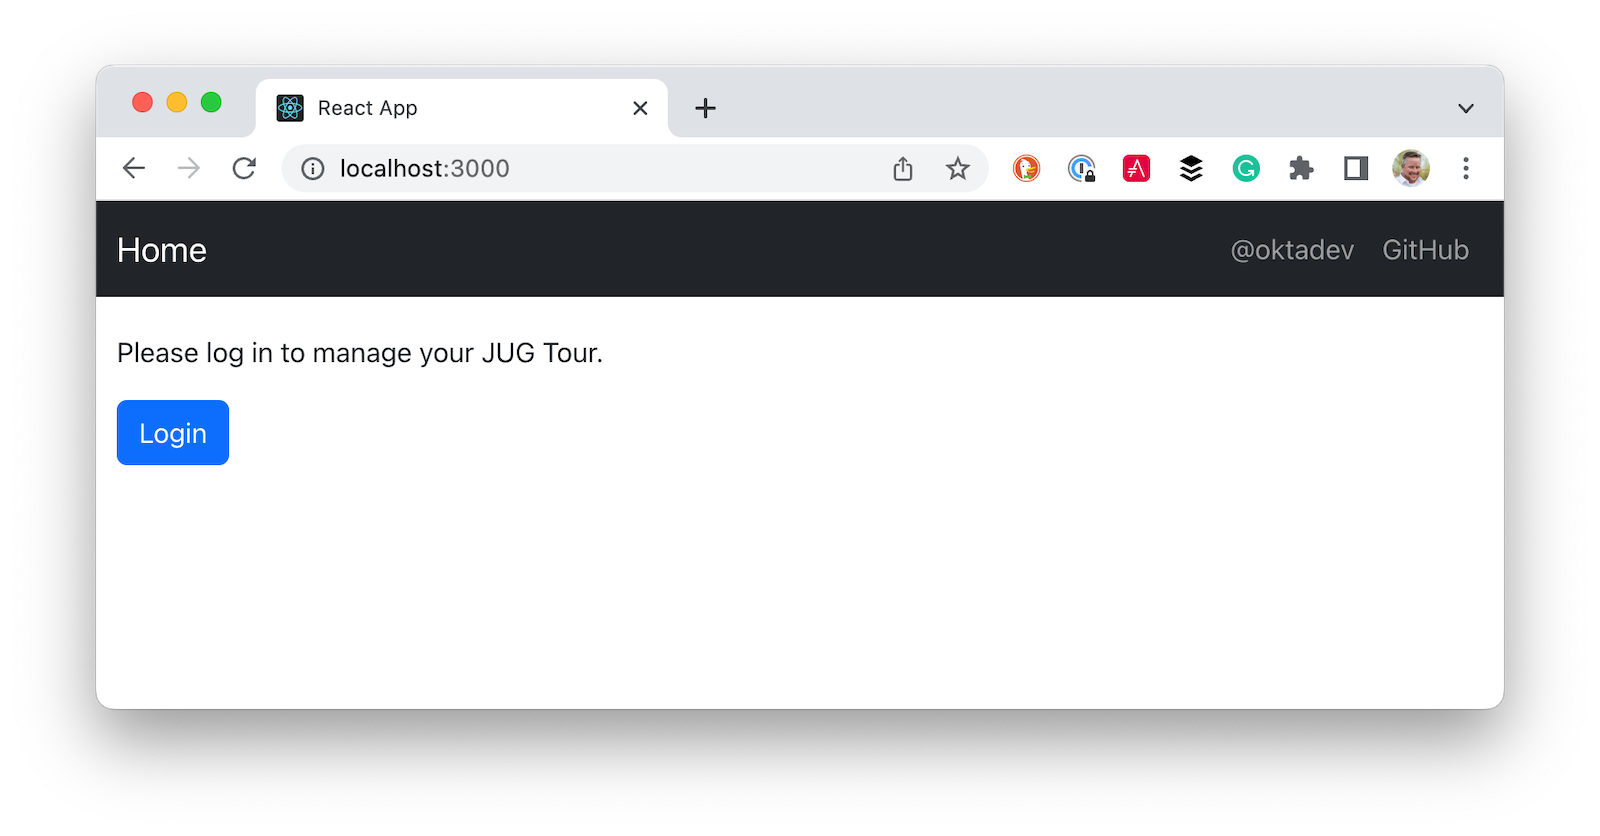 React App
localhost:3000
Home @oktadev GitHub
Please log in to manage your JUG Tour.
Login